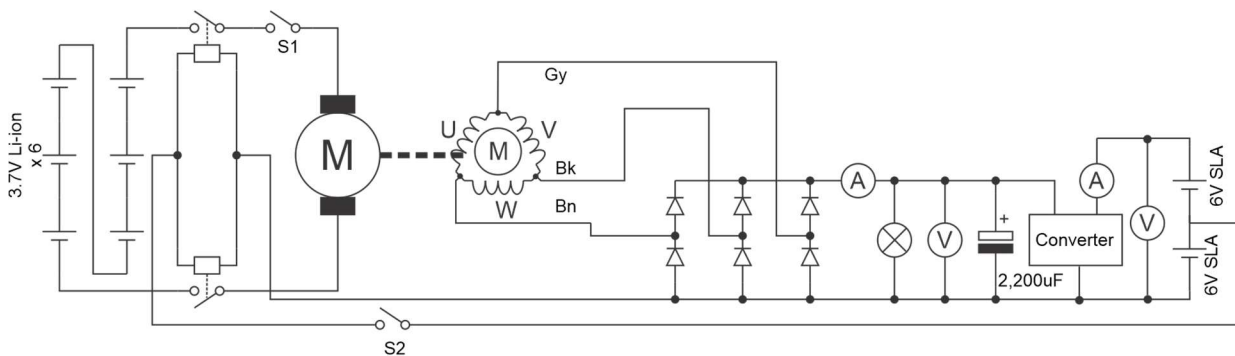 3.7V Li-ion
x 6
S1
M
U
V
M
W
Gy
Bk
Bn
A
V
+
2,200uF
Converter
A
V
6V SLA
6V SLA
S2